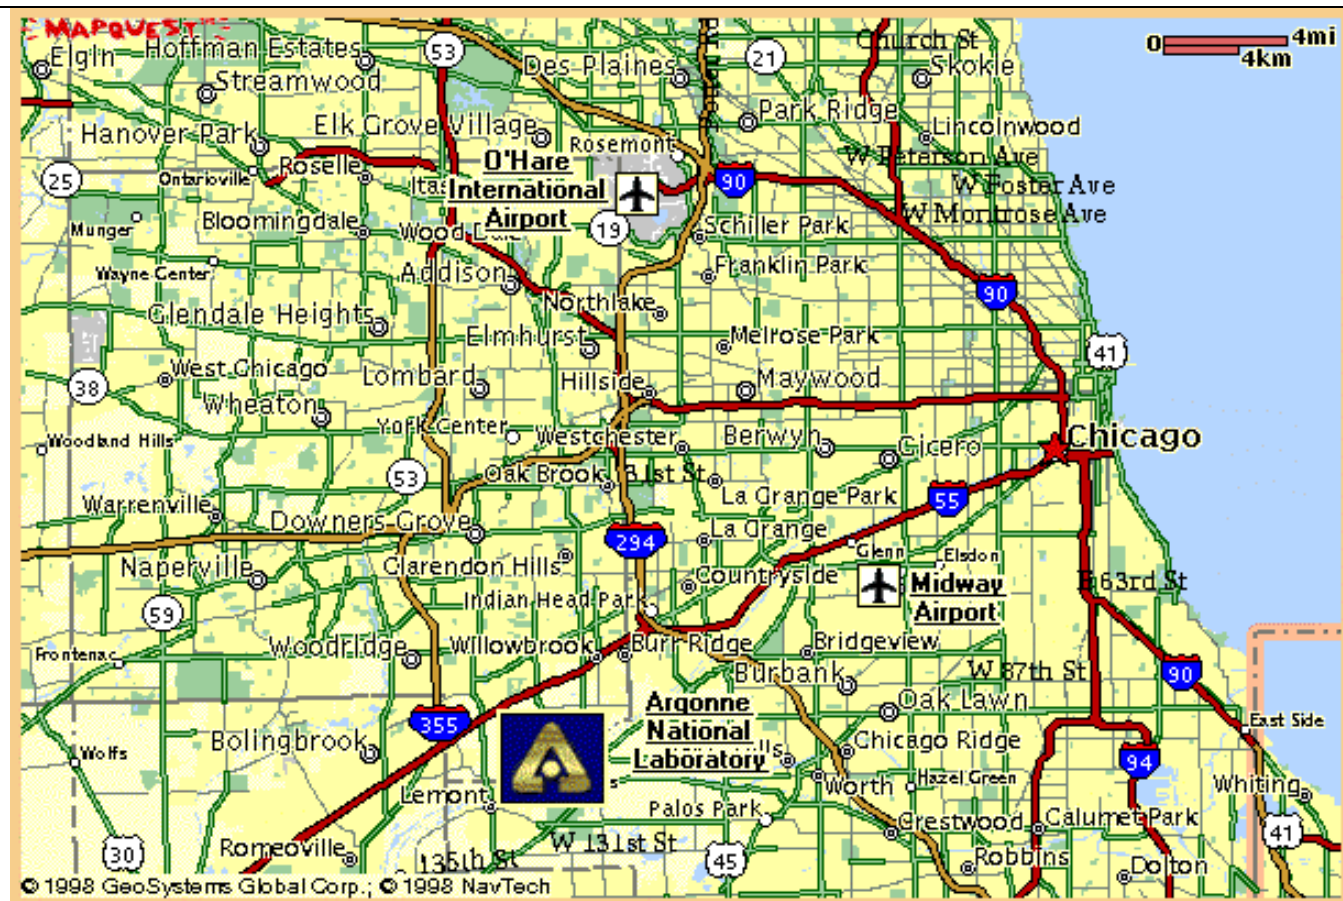 MAPQUEST
0 4mi
4km
Church St
Elgin
Hoffman Estates
53
Des Plaines
21
Skokie
Streamwood
Park Ridge
Hanover Park
Elk Grove Village
Lincolnwood
Rosemont
W Peterson Ave
O'Hare
International
Airport
Ontarioville
Roselle
25
90
W Foster Ave
W Montrose Ave
Munger
Bloomingdale
Wood Dale
19
Schiller Park
Wayne Center
Addison
Franklin Park
90
Northlake
Glendale Heights
Elmhurst
Melrose Park
41
West Chicago
38
Lombard
Hillside
Maywood
Wheaton
York Center
Westchester
Berwyn
Cicero
Chicago
Woodland Hills
53
Oak Brook
31st St
La Grange Park
55
Warrenville
Downers Grove
La Grange
294
Glenn
Elsdon
Naperville
Clarendon Hills
Countryside
Midway
Airport
E 63rd St
59
Indian Head Park
Frontenac
Woodridge
Willowbrook
Burr Ridge
Bridgeview
Burbank
W 87th St
90
355
Argonne
National
Laboratory
Oak Lawn
East Side
Wolfs
Bolingbrook
Chicago Ridge
94
Lemont
Worth
Hazel Green
Whiting
Palos Park
Crestwood
Calumet Park
41
30
Romeoville
135th St
W 131st St
45
Robbins
Dolton
© 1998 GeoSystems Global Corp.; © 1998 NavTech